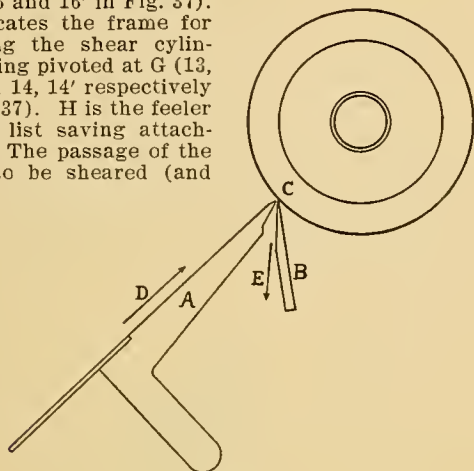 and 16' in Fig. 37).
cates the frame for
ng the shear cylin-
ing pivoted at G (13,
14, 14' respectively
37). H is the feeler
list saving attach-
The passage of the
o be sheared (and
C
D
A
E
B